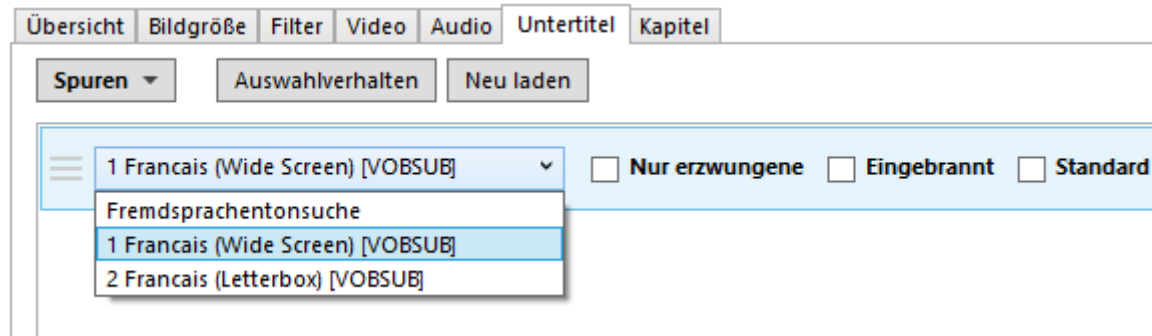 Übersicht Bildgröße Filter Video Audio Untertitel Kapitel
Spuren Auswahlverhalten Neu laden
1 Francais (Wide Screen) [VOBSUB] Nur erzwungene Eingebrannt Standard
Fremdsprachentonsuche
1 Francais (Wide Screen) [VOBSUB]
2 Francais (Letterbox) [VOBSUB]